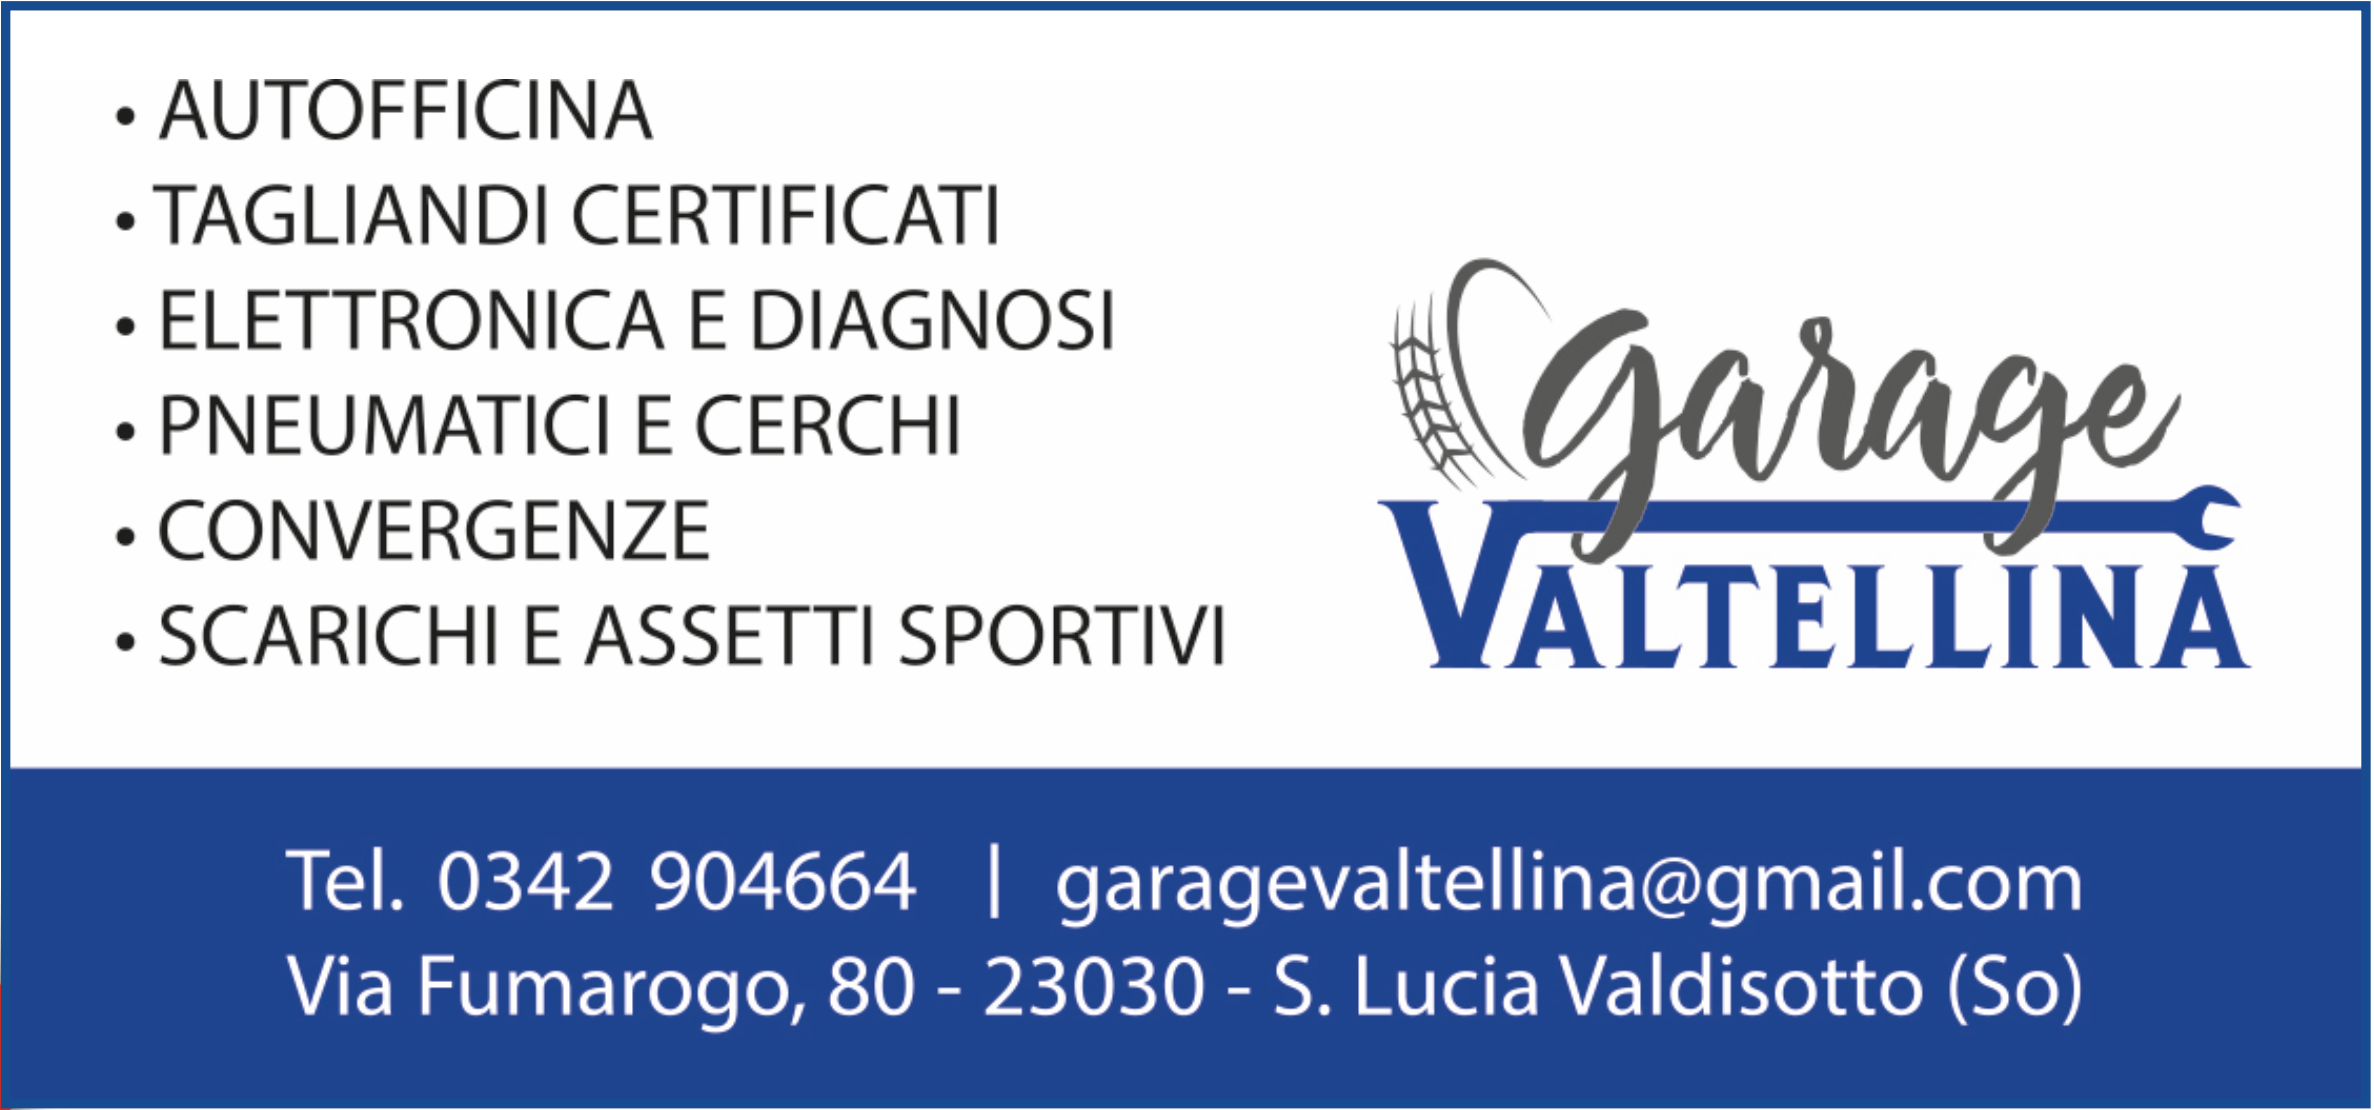 • AUTOFFICINA
• TAGLIANDI CERTIFICATI
• ELETTRONICA E DIAGNOSI
• PNEUMATICI E CERCHI
• CONVERGENZE
• SCARICHI E ASSETTI SPORTIVI
garage
VALTELLINA
Tel. 0342 904664 | garagevaltellina@gmail.com
Via Fumarogo, 80 - 23030 - S. Lucia Valdisotto (So)